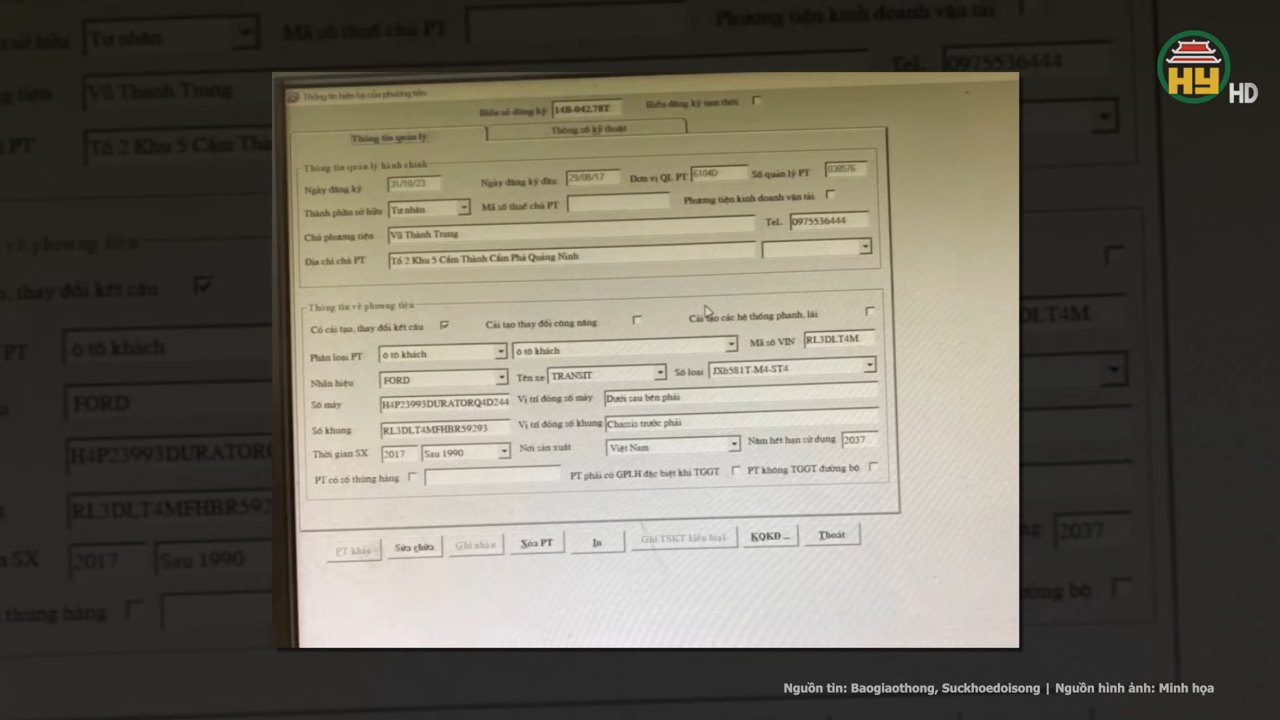 HY HD
Thông tin hiện tại của phương tiện
Biển số đăng ký 14B-042.78T Biển đăng ký tạm thời
Thông tin quản lý Thông số kỹ thuật
Thông tin quản lý hành chính
Ngày đăng ký 31/10/23 Ngày đăng ký đầu 29/08/17 Đơn vị QL PT 6104D Số quản lý PT 038576
Thành phần sở hữu Tư nhân Mã số thuế chủ PT Phương tiện kinh doanh vận tải
Chủ phương tiện Vũ Thành Trung TeL 0975536444
Địa chỉ chủ PT Tổ 2 Khu 5 Cẩm Thành Cẩm Phả Quảng Ninh
Thông tin về phương tiện
Có cải tạo, thay đổi kết cấu Cải tạo thay đổi công năng Cải tạo các hệ thống phanh, lái
Phân loại PT ô tô khách ô tô khách Mã số VIN RL3DLT4M
Nhãn hiệu FORD Tên xe TRANSIT Số loại JX6581T-M4-ST4
Số máy H4P23993DURATORQ4D244 Vị trí đóng số máy Dưới sau bên phải
Số khung RL3DLT4MFHBR59293 Vị trí đóng số khung Chassis trước phải
Thời gian SX 2017 Sau 1990 Nơi sản xuất Việt Nam Năm hết hạn sử dụng 2037
PT có số thùng hàng PT phải có GPLH đặc biệt khi TGGT PT không TGGT đường bộ
PT khác Sửa chữa Ghi nhận Xóa PT In Ghi TSKT kiểu loại KQKD ... Thoát
Nguồn tin: Baogiaothong, Suckhoedoisong | Nguồn hình ảnh: Minh họa